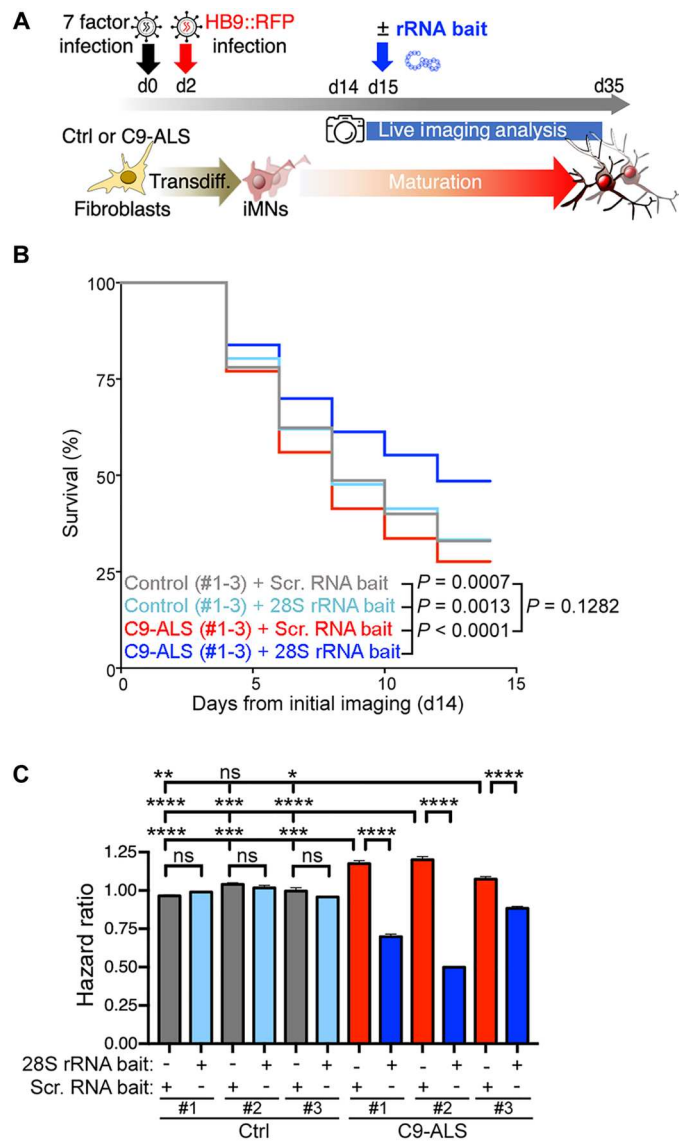 A
7 factor infection
HB9::RFP infection
± rRNA bait
d0
d2
d14
d15
d35
Live imaging analysis
Ctrl or C9-ALS
Transdiff.
Maturation
Fibroblasts
iMNs
B
100
75
50
25
0
Survival (%)
Control (#1-3) + Scr. RNA bait
Control (#1-3) + 28S rRNA bait
C9-ALS (#1-3) + Scr. RNA bait
C9-ALS (#1-3) + 28S rRNA bait
P = 0.0007
P = 0.0013
P < 0.0001
P = 0.1282
0 5 10 15
Days from initial imaging (d14)
C
** ns * ****
**** *** **** ****
**** *** *** ****
ns ns ns
1.25
1.00
0.75
0.50
0.25
0.00
Hazard ratio
28S rRNA bait: - + - + - + - + - + - +
Scr. RNA bait: + - + - + - + - + - + -
#1 #2 #3 #1 #2 #3
Ctrl C9-ALS